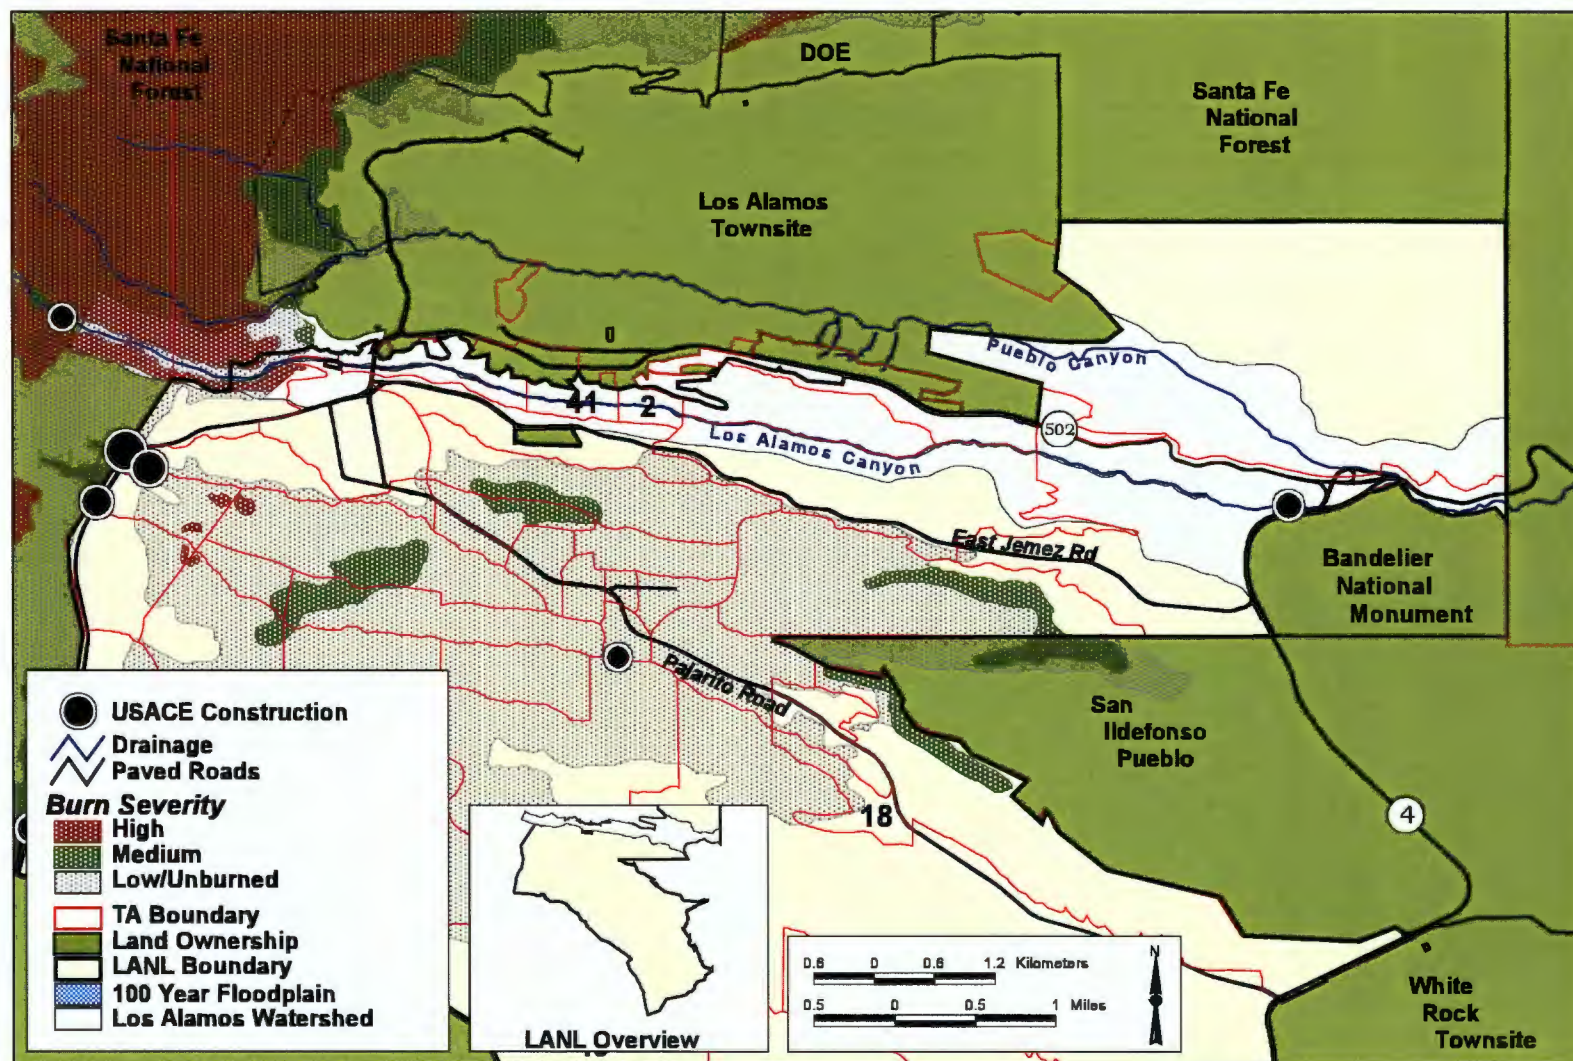 Santa Fe
National
Forest
DOE
Santa Fe
National
Forest
Los Alamos
Townsite
Pueblo Canyon
41
2
502
Los Alamos Canyon
East Jemez Rd
Bandelier
National
Monument
Pajarito Road
San
Ildefonso
Pueblo
18
4
White
Rock
Townsite
USACE Construction
Drainage
Paved Roads
Burn Severity
High
Medium
Low/Unburned
TA Boundary
Land Ownership
LANL Boundary
100 Year Floodplain
Los Alamos Watershed
LANL Overview
N
0.6 0 0.6 1.2 Kilometers
0.5 0 0.5 1 Miles